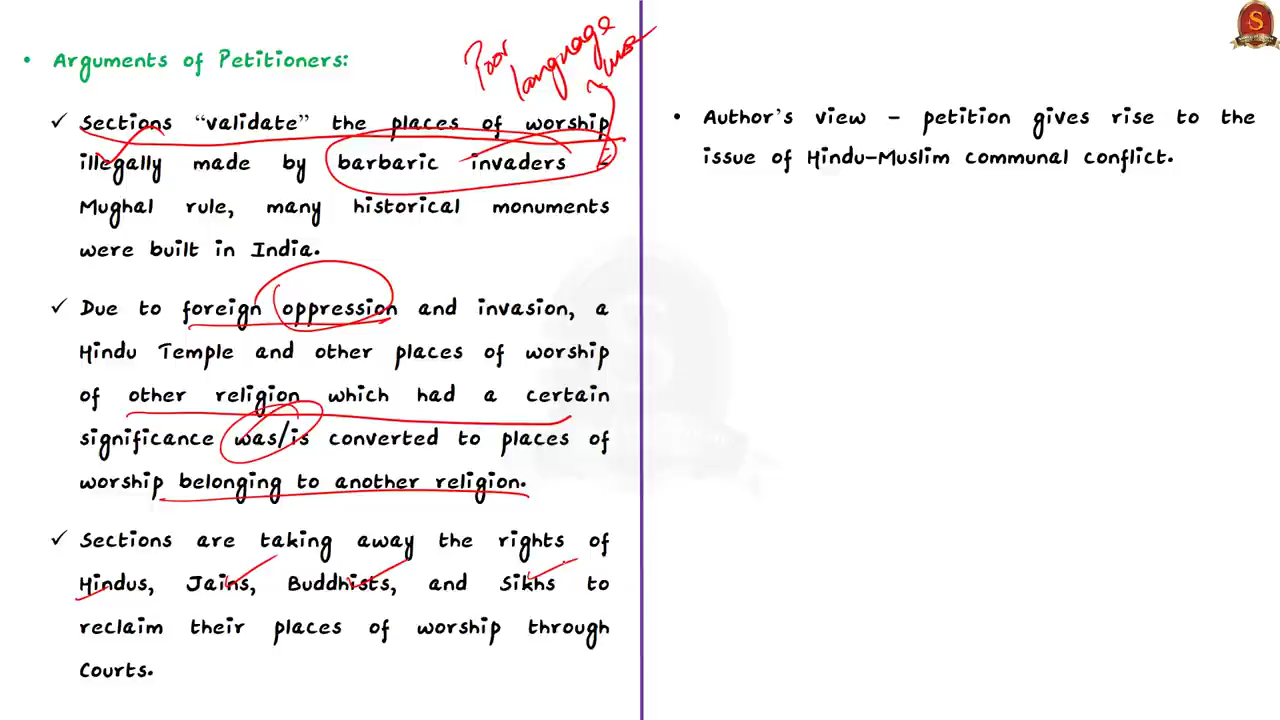 • Arguments of Petitioners:
Poor
language
use
✓ Sections “validate” the places of worship
illegally made by barbaric invaders
Mughal rule, many historical monuments
were built in India.
✓ Due to foreign oppression and invasion, a
Hindu Temple and other places of worship
of other religion which had a certain
significance was/is converted to places of
worship belonging to another religion.
✓ Sections are taking away the rights of
Hindus, Jains, Buddhists, and Sikhs to
reclaim their places of worship through
Courts.
• Author's view – petition gives rise to the
issue of Hindu-Muslim communal conflict.
S